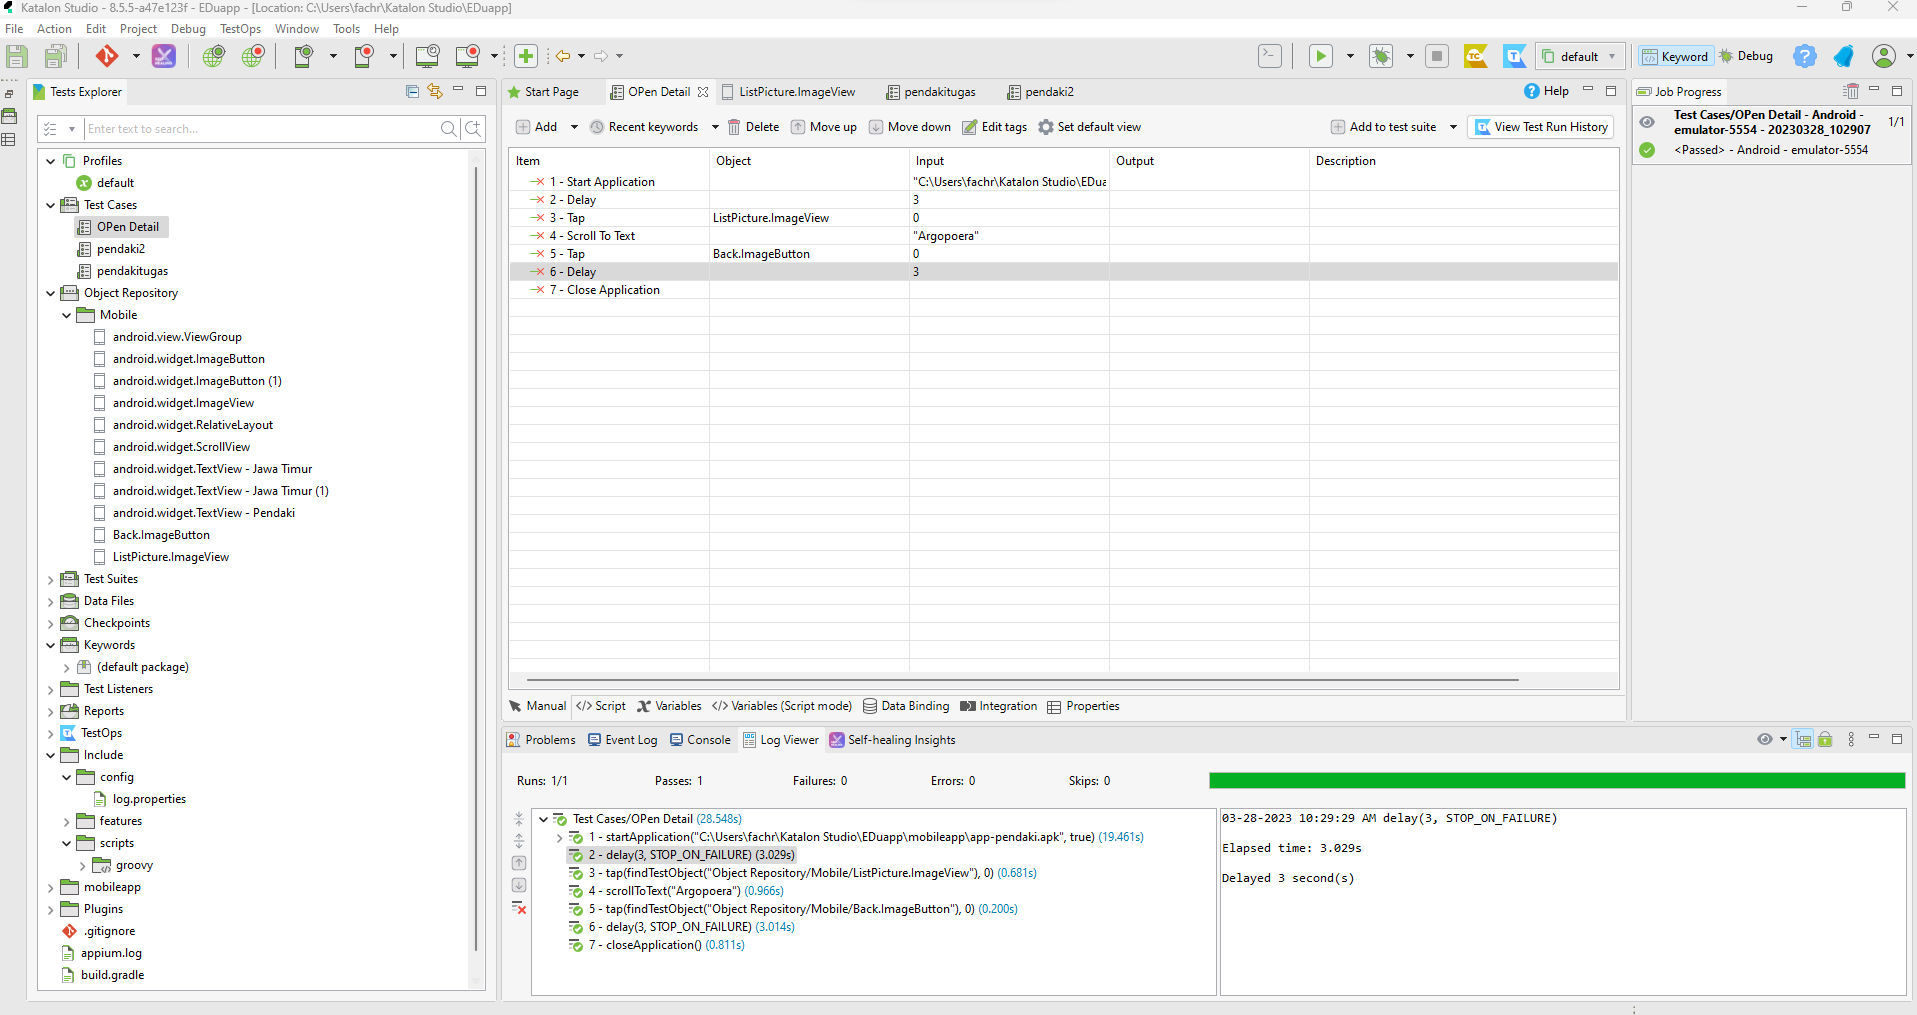 Katalon Studio - 8.5.5-a47e123f - EDuapp - [Location: C:\Users\fachr\Katalon Studio\EDuapp]
File Action Edit Project Debug TestOps Window Tools Help
default Keyword Debug
Tests Explorer
Enter text to search...
Profiles
default
Test Cases
OPen Detail
pendaki2
pendakitugas
Object Repository
Mobile
android.view.ViewGroup
android.widget.ImageButton
android.widget.ImageButton (1)
android.widget.ImageView
android.widget.RelativeLayout
android.widget.ScrollView
android.widget.TextView - Jawa Timur
android.widget.TextView - Jawa Timur (1)
android.widget.TextView - Pendaki
Back.ImageButton
ListPicture.ImageView
Test Suites
Data Files
Checkpoints
Keywords
(default package)
Test Listeners
Reports
TestOps
Include
config
log.properties
features
scripts
groovy
mobileapp
Plugins
.gitignore
appium.log
build.gradle
Start Page OPen Detail ListPicture.ImageView pendakitugas pendaki2 Help
Add Recent keywords Delete Move up Move down Edit tags Set default view Add to test suite View Test Run History
Item Object Input Output Description
1 - Start Application "C:\Users\fachr\Katalon Studio\EDua
2 - Delay 3
3 - Tap ListPicture.ImageView 0
4 - Scroll To Text "Argopoera"
5 - Tap Back.ImageButton 0
6 - Delay 3
7 - Close Application
Manual </> Script Variables </> Variables (Script mode) Data Binding Integration Properties
Problems Event Log Console Log Viewer Self-healing Insights
Runs: 1/1 Passes: 1 Failures: 0 Errors: 0 Skips: 0
Test Cases/OPen Detail (28.548s)
1 - startApplication("C:\Users\fachr\Katalon Studio\EDuapp\mobileapp\app-pendaki.apk", true) (19.461s)
2 - delay(3, STOP_ON_FAILURE) (3.029s)
3 - tap(findTestObject("Object Repository/Mobile/ListPicture.ImageView"), 0) (0.681s)
4 - scrollToText("Argopoera") (0.966s)
5 - tap(findTestObject("Object Repository/Mobile/Back.ImageButton"), 0) (0.200s)
6 - delay(3, STOP_ON_FAILURE) (3.014s)
7 - closeApplication() (0.811s)
03-28-2023 10:29:29 AM delay(3, STOP_ON_FAILURE)
Elapsed time: 3.029s
Delayed 3 second(s)
Job Progress
Test Cases/OPen Detail - Android - 1/1
emulator-5554 - 20230328_102907
<Passed> - Android - emulator-5554